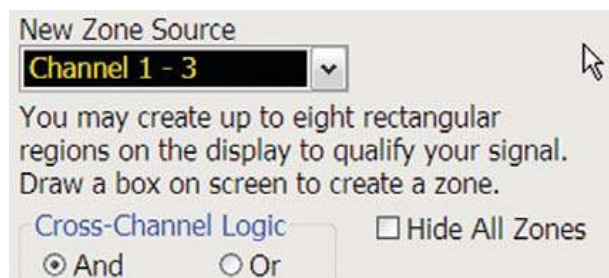 New Zone Source
Channel 1 - 3
You may create up to eight rectangular
regions on the display to qualify your signal.
Draw a box on screen to create a zone.
Cross-Channel Logic
Hide All Zones
And
Or